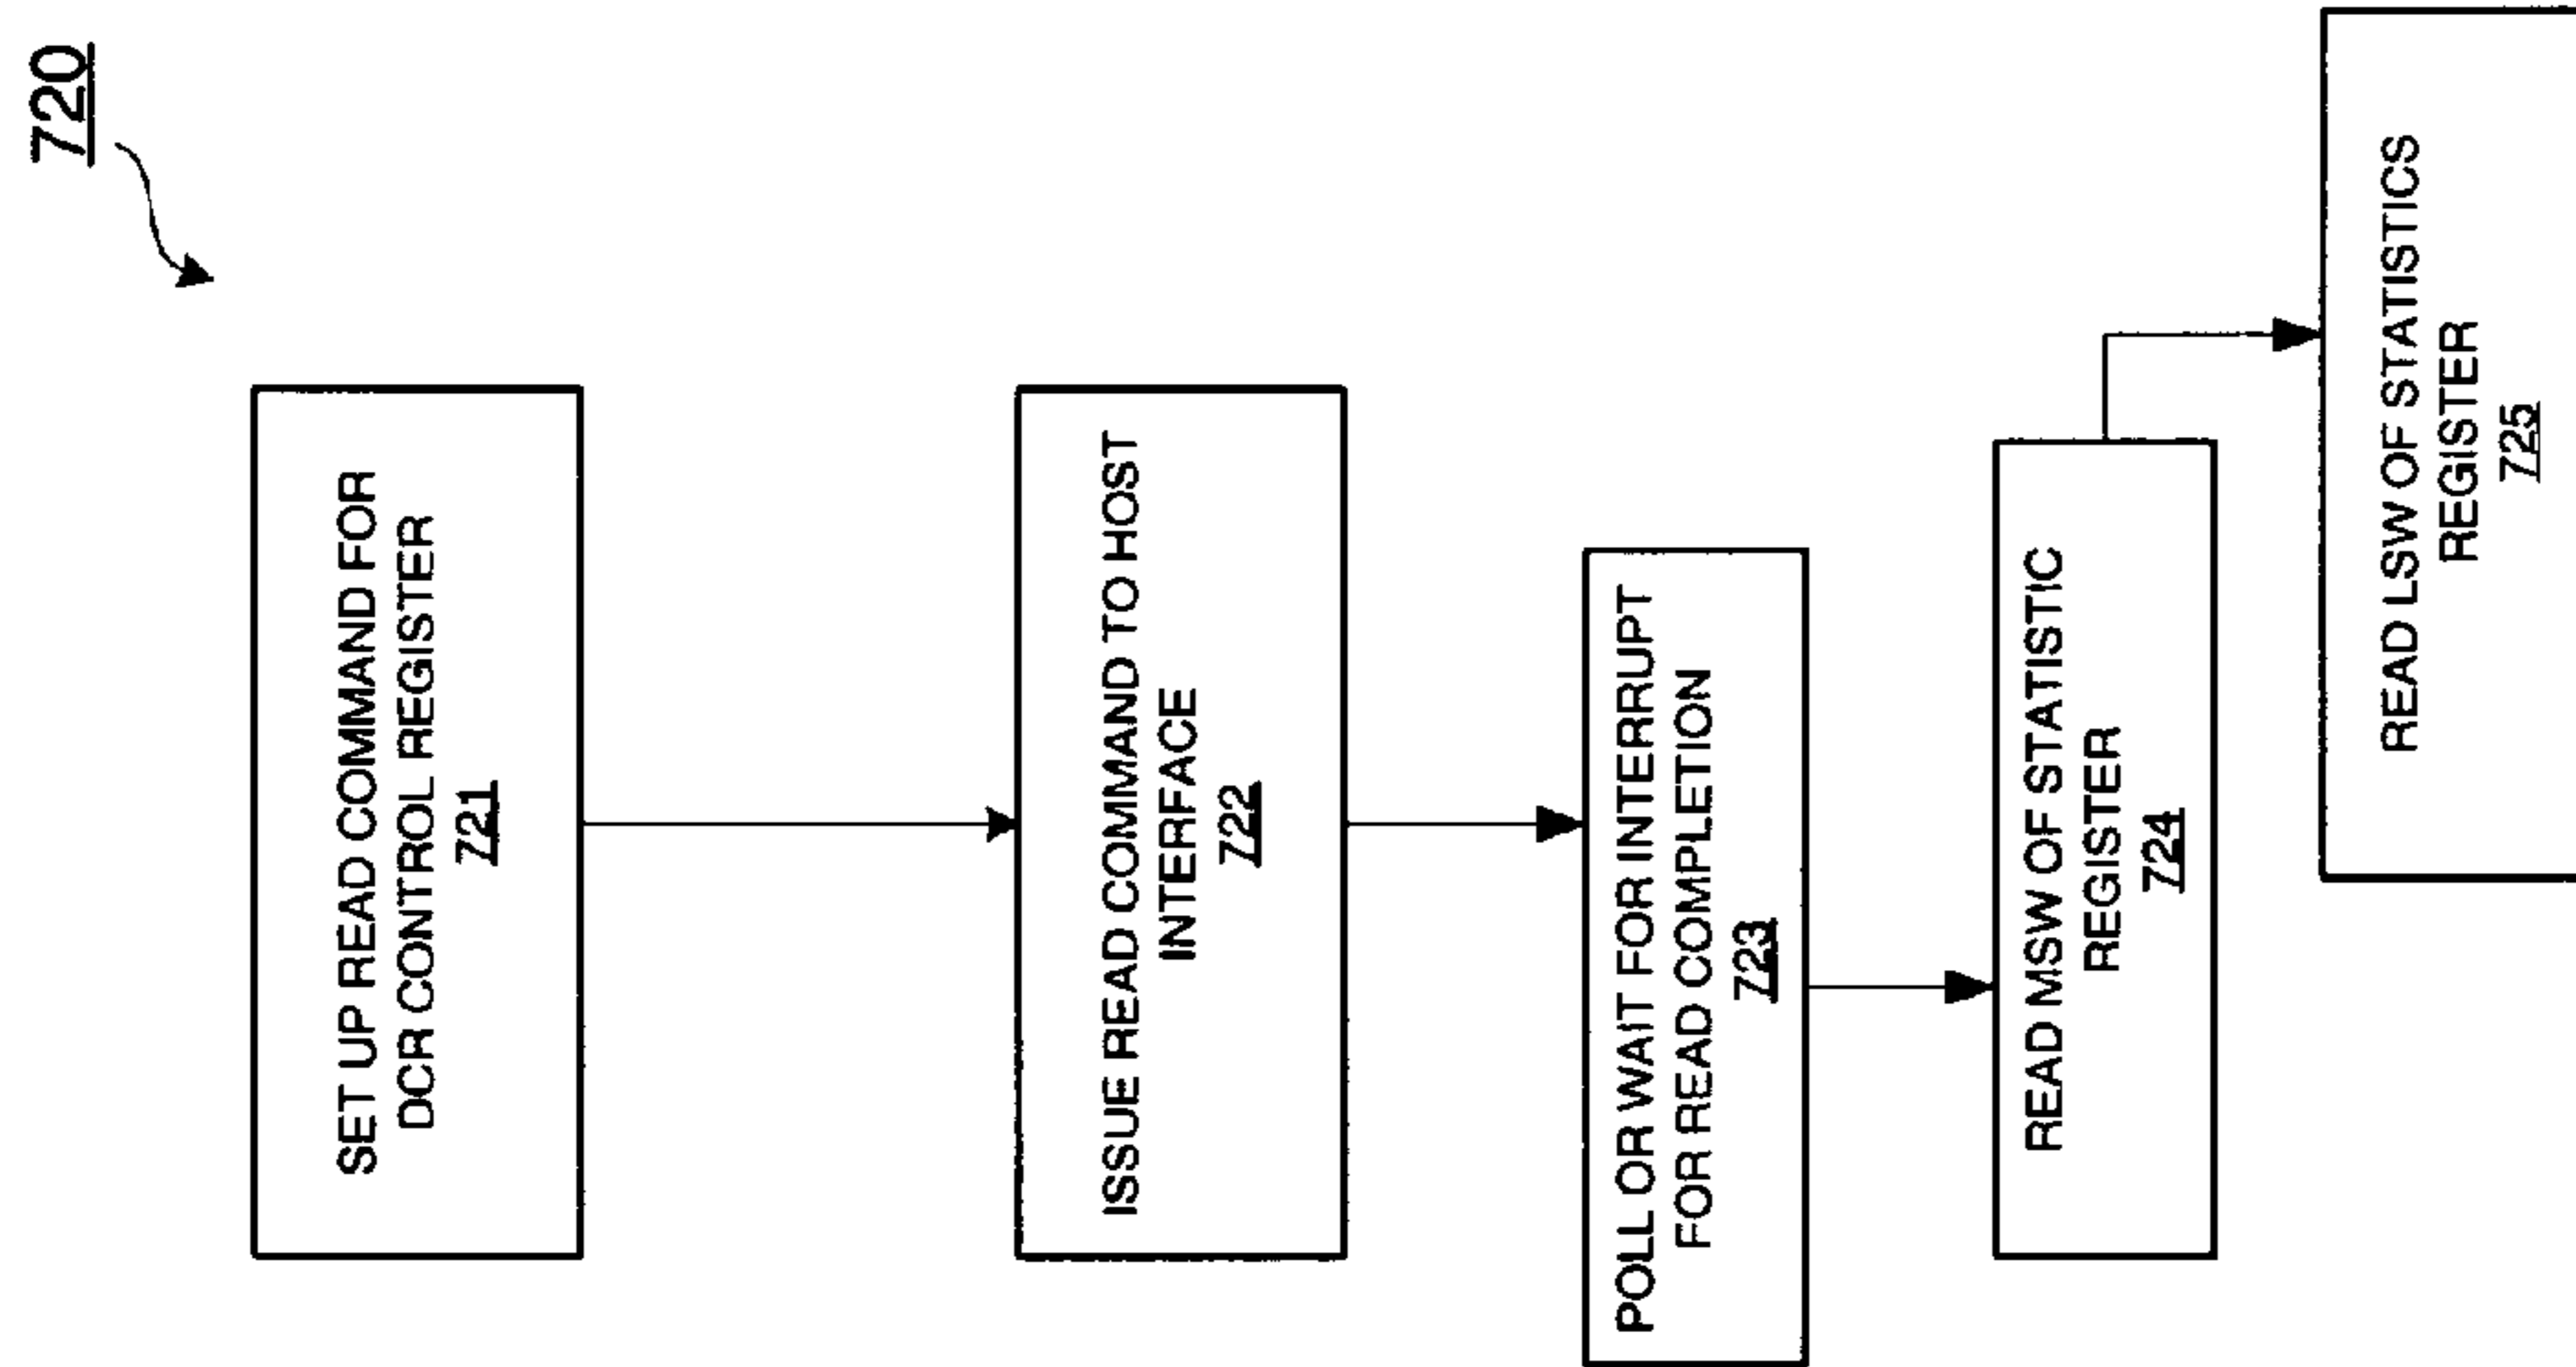 720
SET UP READ COMMAND FOR
DCR CONTROL REGISTER
721
ISSUE READ COMMAND TO HOST
INTERFACE
722
POLL OR WAIT FOR INTERRUPT
FOR READ COMPLETION
723
READ MSW OF STATISTIC
REGISTER
724
READ LSW OF STATISTICS
REGISTER
725